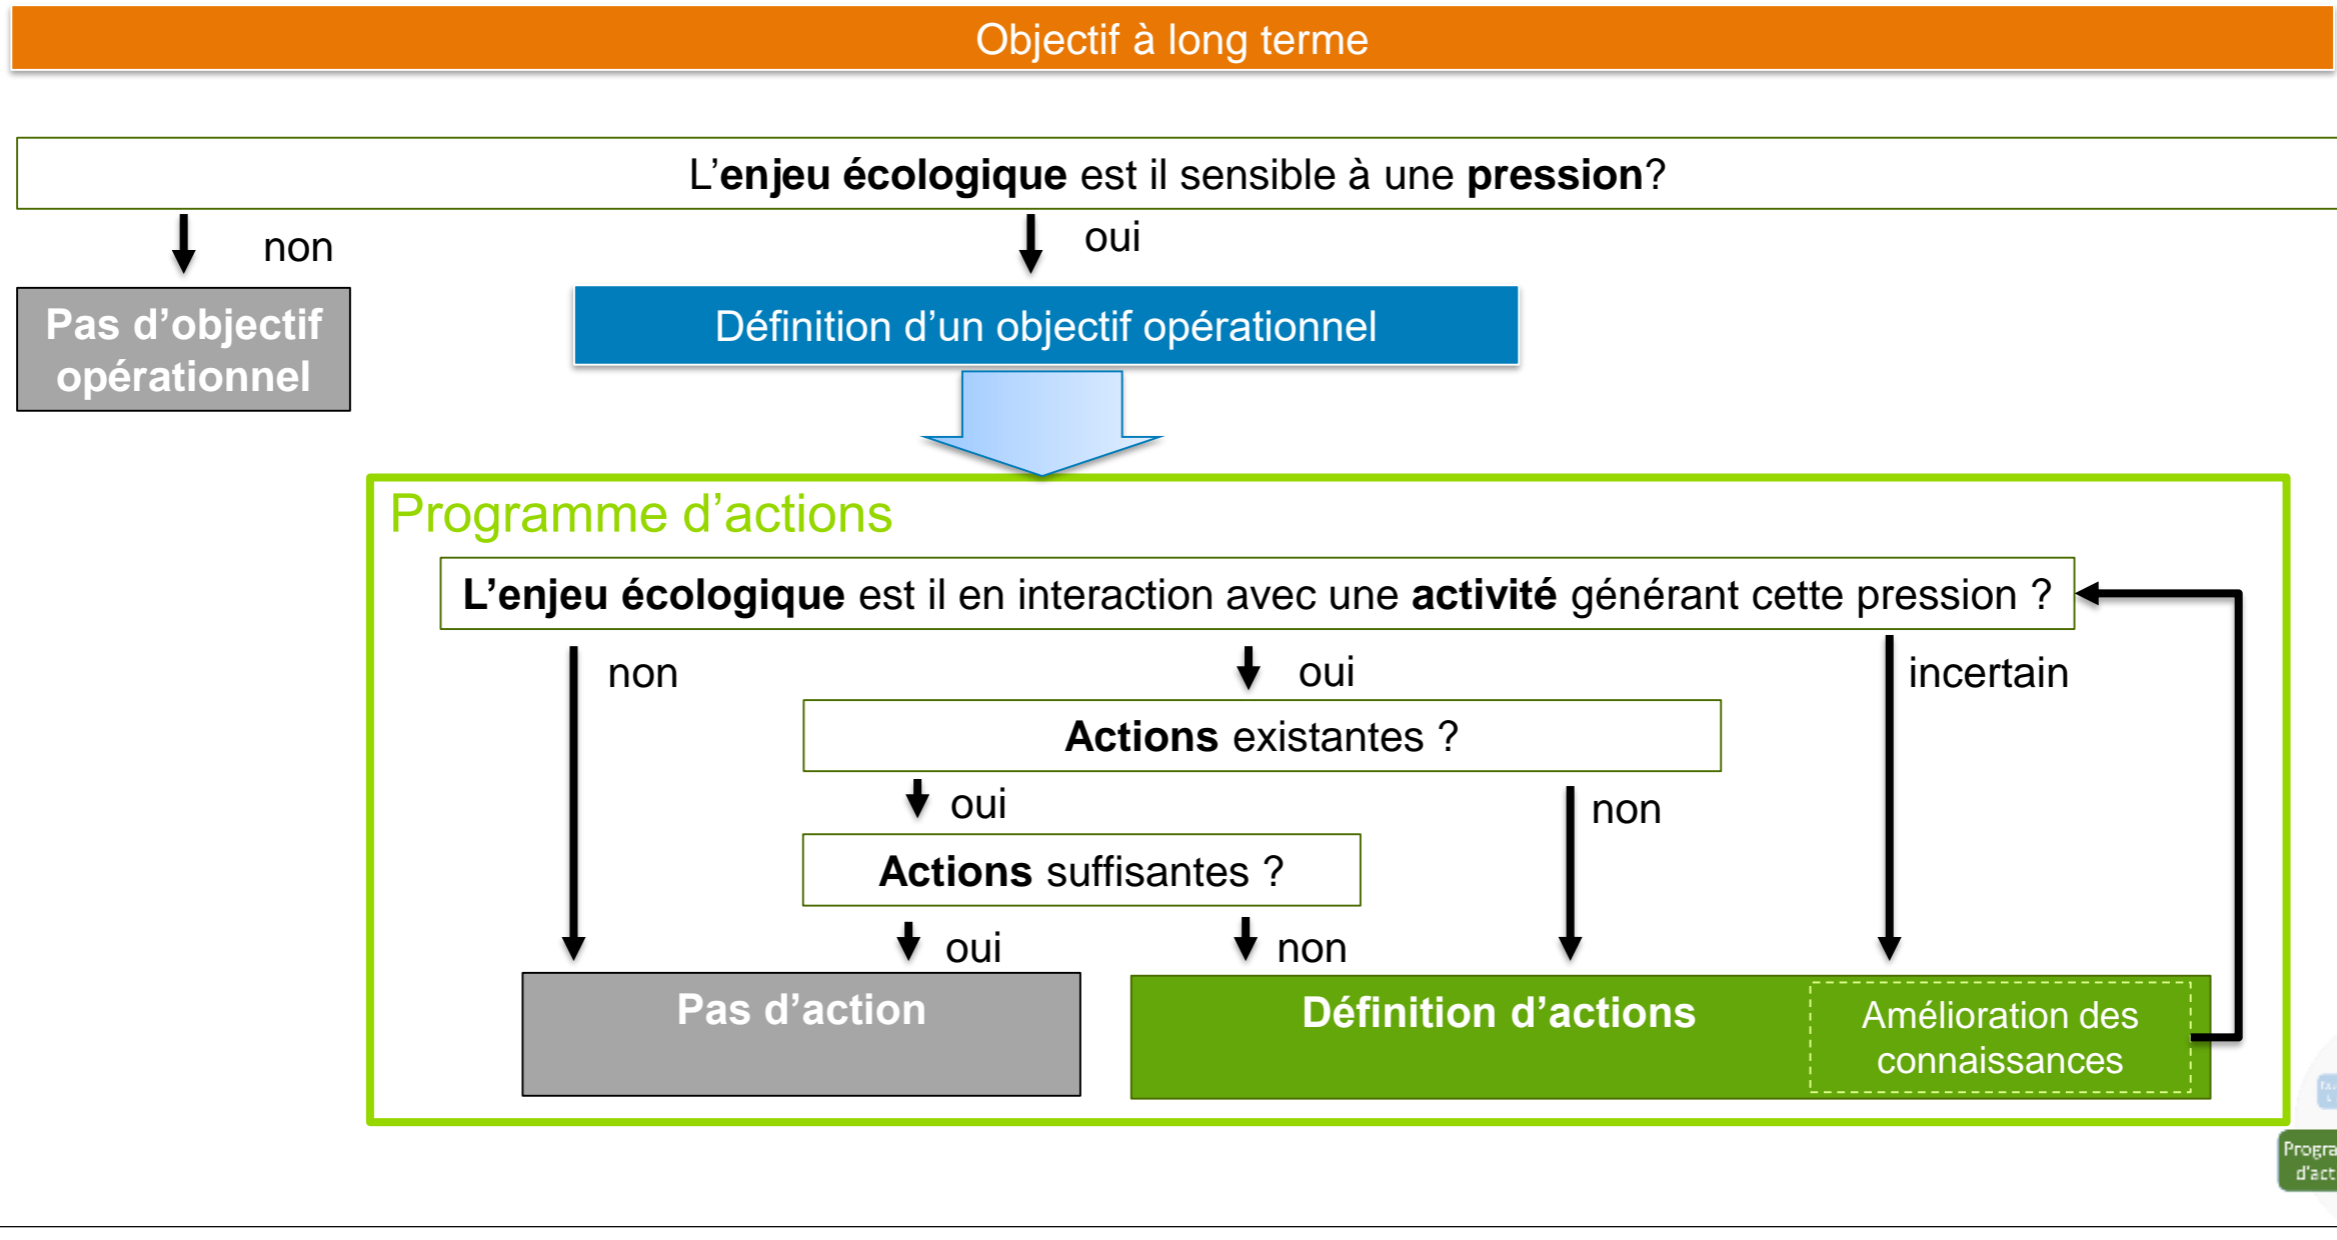 Objectif à long terme
L'enjeu écologique est il sensible à une pression?
non
oui
Pas d'objectif
opérationnel
Définition d'un objectif opérationnel
Programme d'actions
L'enjeu écologique est il en interaction avec une activité générant cette pression ?
non
oui
incertain
Actions existantes ?
oui
non
Actions suffisantes ?
oui
non
Pas d'action
Définition d'actions
Amélioration des
connaissances
Progra
d'act